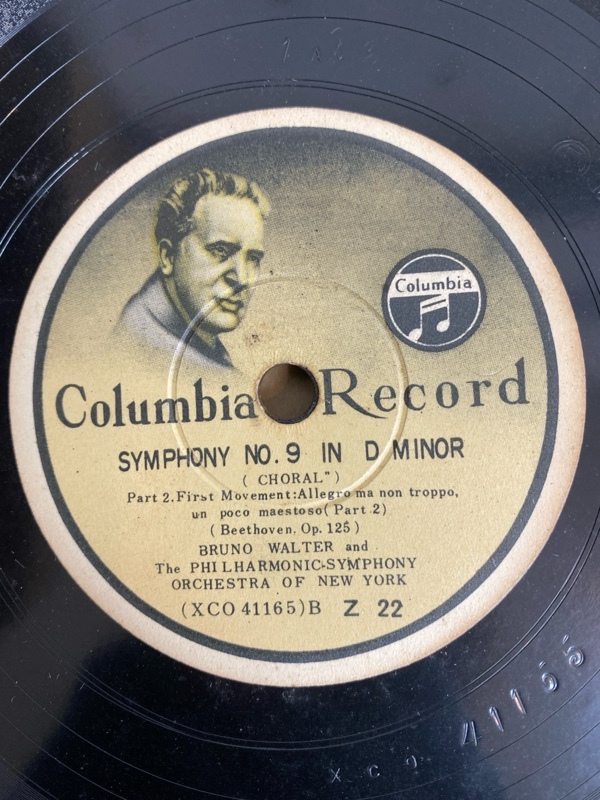 Columbia
Columbia Record
SYMPHONY NO. 9 IN D MINOR
( CHORAL")
Part 2. First Movement: Allegro ma non troppo,
un poco maestoso (Part 2)
(Beethoven, Op. 125)
BRUNO WALTER and
The PHILHARMONIC-SYMPHONY
ORCHESTRA OF NEW YORK
(XCO 41165) B Z 22
XCO 41165